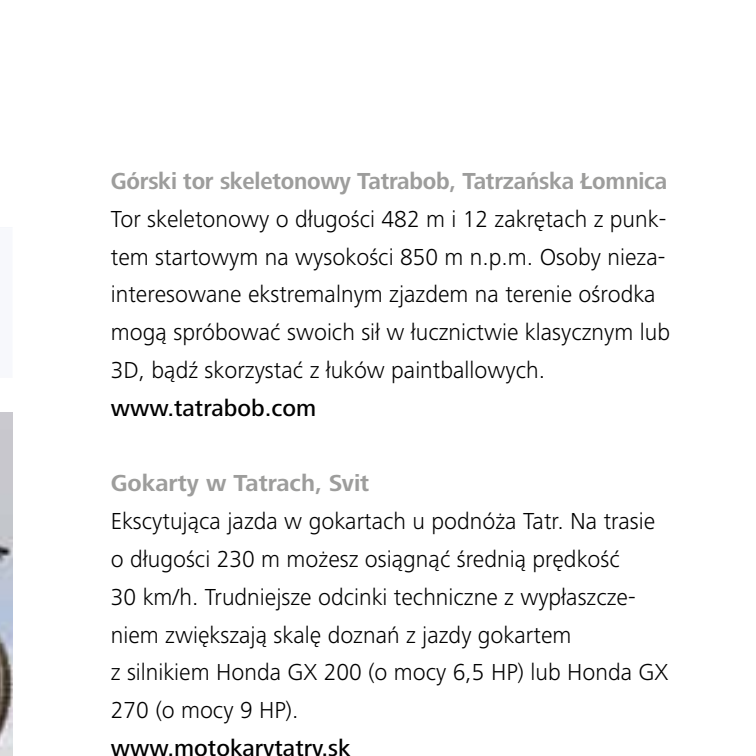 Górski tor skeletonowy Tatrabob, Tatrzańska Łomnica
Tor skeletonowy o długości 482 m i 12 zakrętach z punk-
tem startowym na wysokości 850 m n.p.m. Osoby nieza-
interesowane ekstremalnym zjazdem na terenie ośrodka
mogą spróbować swoich sił w łucznictwie klasycznym lub
3D, bądź skorzystać z łuków paintballowych.
www.tatrabob.com
Gokarty w Tatrach, Svit
Ekscytująca jazda w gokartach u podnóża Tatr. Na trasie
o długości 230 m możesz osiągnąć średnią prędkość
30 km/h. Trudniejsze odcinki techniczne z wypłaszcze-
niem zwiększają skalę doznań z jazdy gokartem
z silnikiem Honda GX 200 (o mocy 6,5 HP) lub Honda GX
270 (o mocy 9 HP).
www.motokarytatry.sk